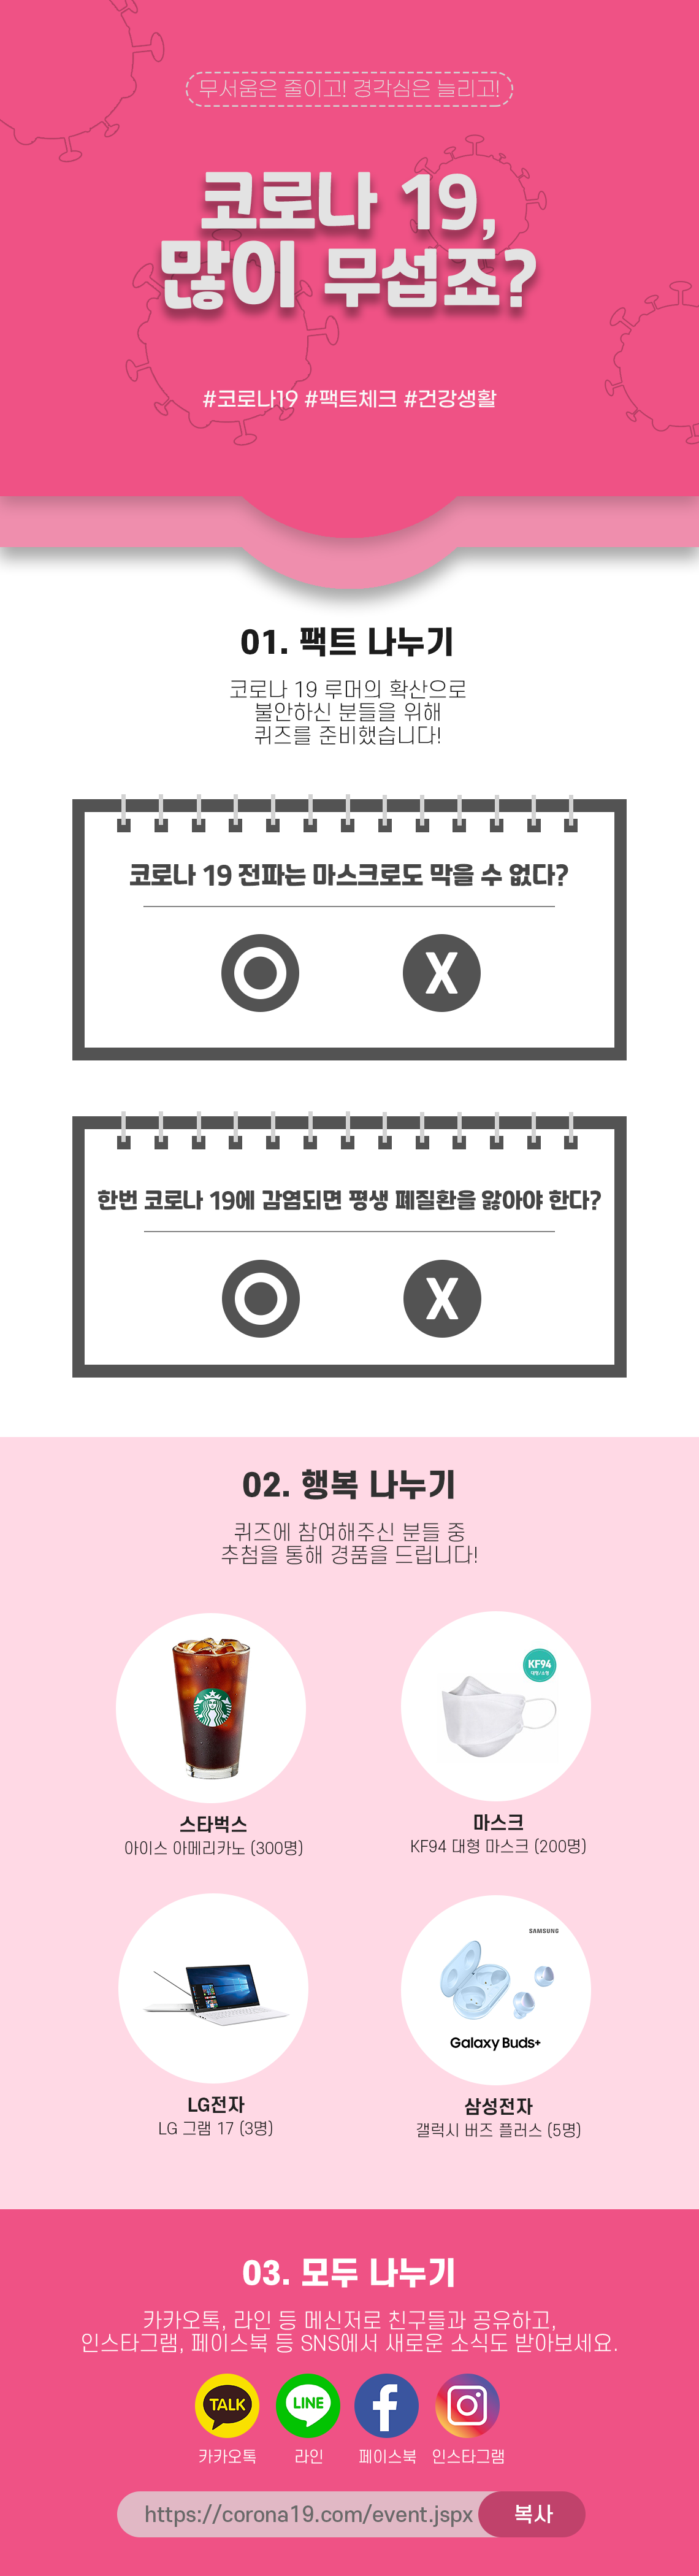 무서움은 줄이고! 경각심은 늘리고!
코로나 19,
많이 무섭죠?
#코로나19 #팩트체크 #건강생활
01. 팩트 나누기
코로나 19 루머의 확산으로
불안하신 분들을 위해
퀴즈를 준비했습니다!
코로나 19 전파는 마스크로도 막을 수 없다?
O X
한번 코로나 19에 감염되면 평생 폐질환을 앓아야 한다?
O X
02. 행복 나누기
퀴즈에 참여해주신 분들 중
추첨을 통해 경품을 드립니다!
KF94
대형/소형
스타벅스
아이스 아메리카노 (300명)
마스크
KF94 대형 마스크 (200명)
SAMSUNG
Galaxy Buds+
LG전자
LG 그램 17 (3명)
삼성전자
갤럭시 버즈 플러스 (5명)
03. 모두 나누기
카카오톡, 라인 등 메신저로 친구들과 공유하고,
인스타그램, 페이스북 등 SNS에서 새로운 소식도 받아보세요.
TALK
LINE
카카오톡 라인 페이스북 인스타그램
https://corona19.com/event.jspx 복사